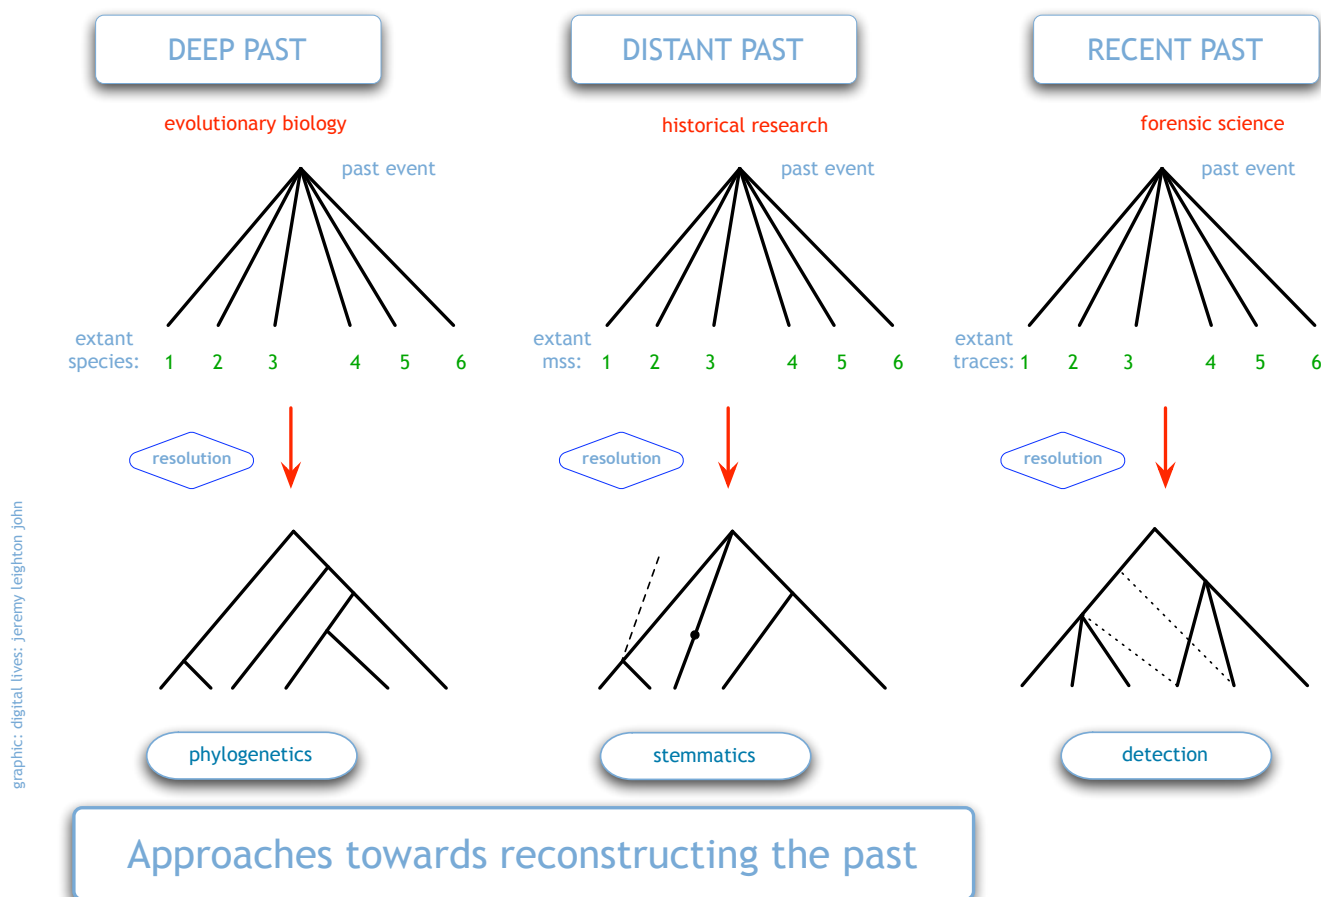 DEEP PAST
DISTANT PAST
RECENT PAST
evolutionary biology
historical research
forensic science
past event
past event
past event
extant
species: 1 2 3 4 5 6
extant
mss: 1 2 3 4 5 6
extant
traces: 1 2 3 4 5 6
resolution
resolution
resolution
graphic: digital lives: jeremy leighton john
phylogenetics
stemmatics
detection
Approaches towards reconstructing the past